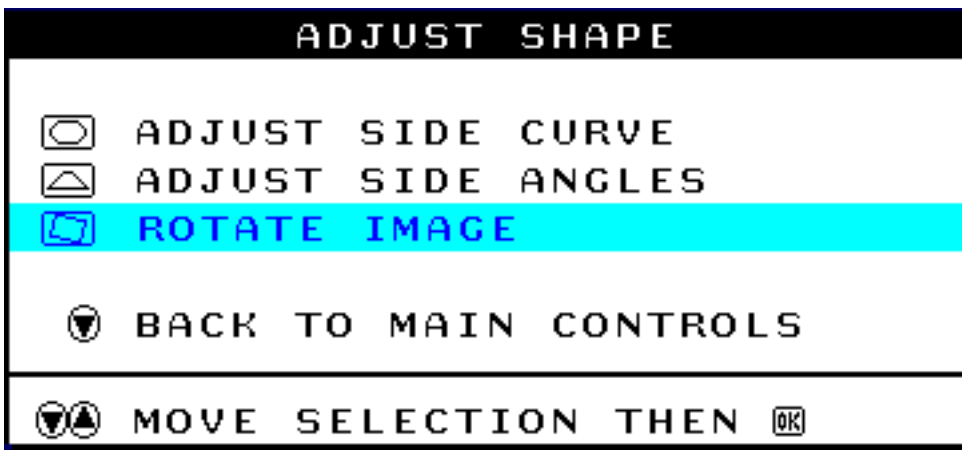 ADJUST SHAPE
ADJUST SIDE CURVE
ADJUST SIDE ANGLES
ROTATE IMAGE
BACK TO MAIN CONTROLS
MOVE SELECTION THEN OK